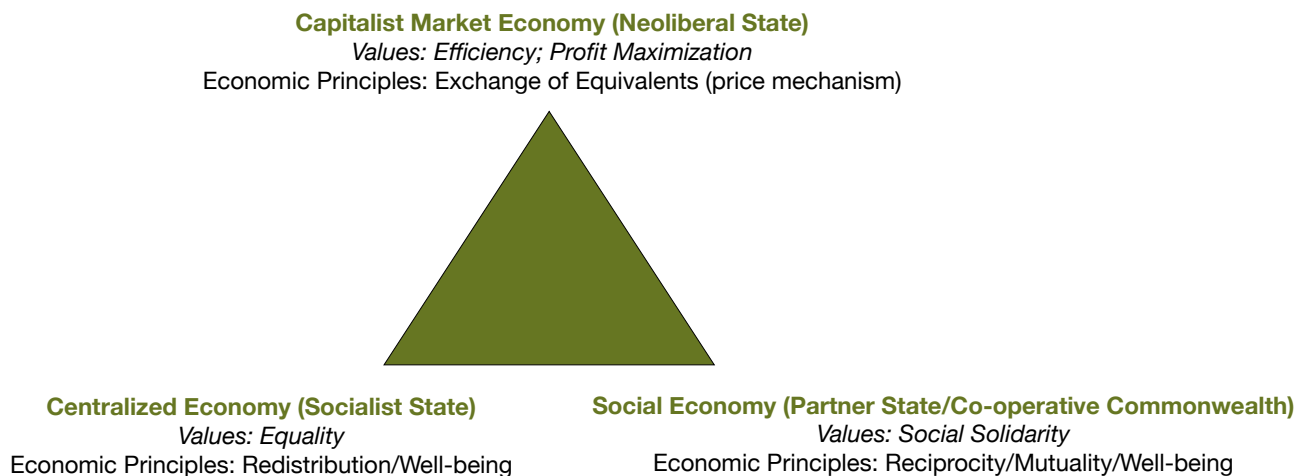 Capitalist Market Economy (Neoliberal State)
Values: Efficiency; Profit Maximization
Economic Principles: Exchange of Equivalents (price mechanism)
Centralized Economy (Socialist State)
Values: Equality
Economic Principles: Redistribution/Well-being
Social Economy (Partner State/Co-operative Commonwealth)
Values: Social Solidarity
Economic Principles: Reciprocity/Mutuality/Well-being